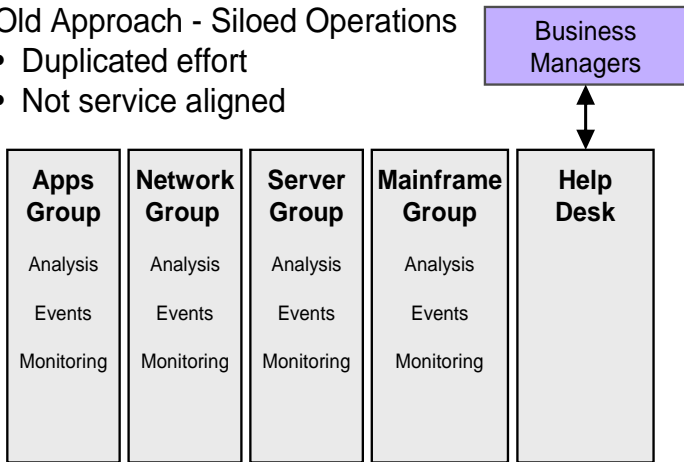 Old Approach - Siloed Operations
• Duplicated effort
• Not service aligned
Business
Managers
Apps
Group
Analysis
Events
Monitoring
Network
Group
Analysis
Events
Monitoring
Server
Group
Analysis
Events
Monitoring
Mainframe
Group
Analysis
Events
Monitoring
Help
Desk